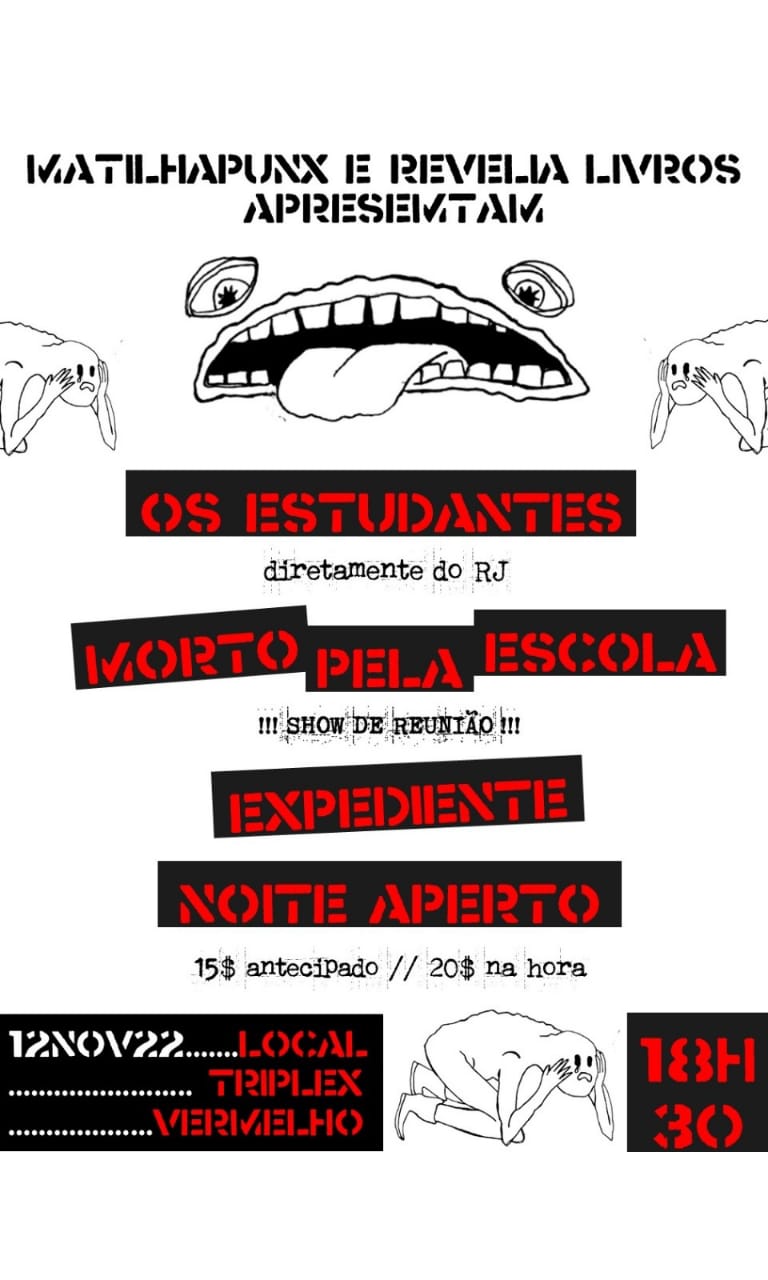 MATILHAPUNX E REVELIA LIVROS
APRESEMTAM
OS ESTUDANTES
diretamente do RJ
MORTO PELA ESCOLA
!!! SHOW DE REUNIÃO !!!
EXPEDIENTE
NOITE APERTO
15$ antecipado // 20$ na hora
12NOV22.......LOCAL
.......................... TRIPLEX
....................VERMELHO
18H
30